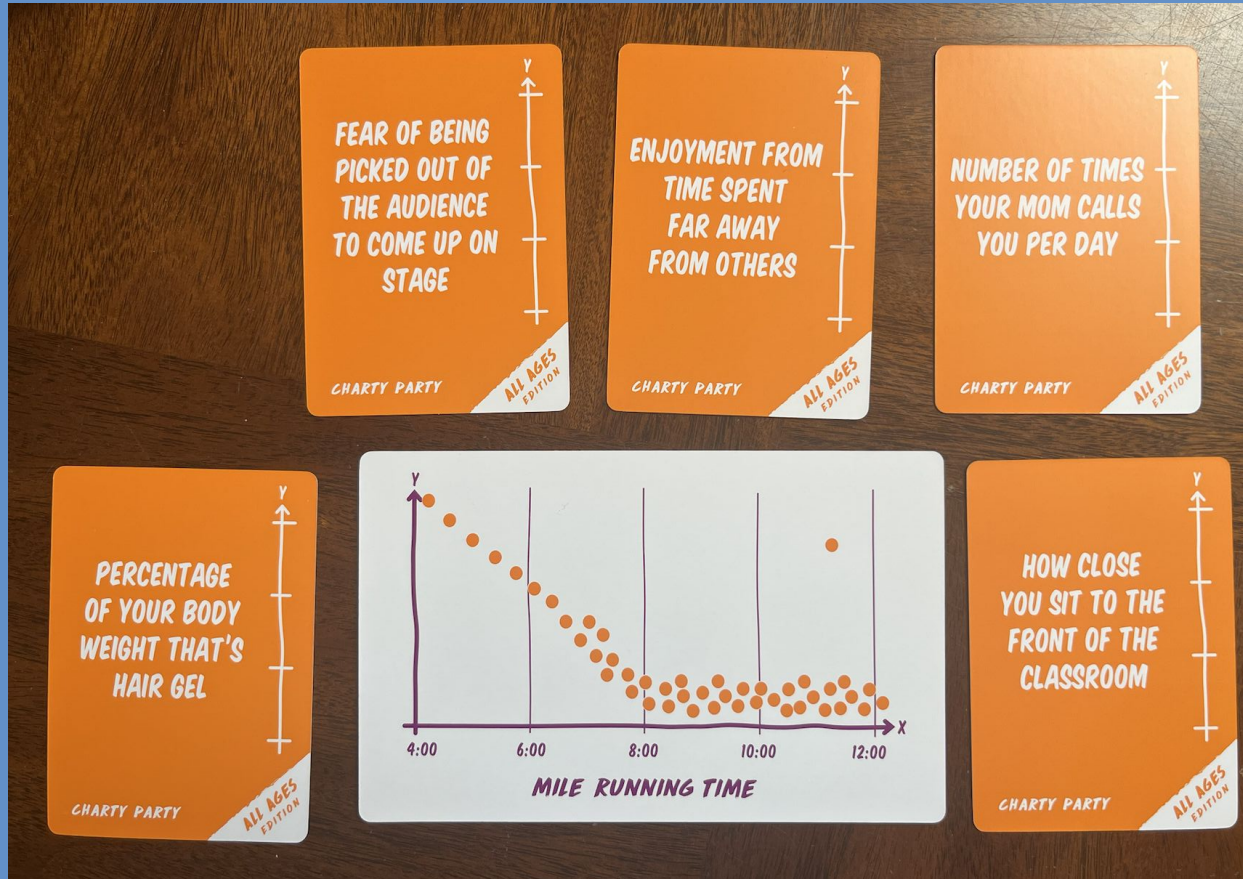 Y
FEAR OF BEING
PICKED OUT OF
THE AUDIENCE
TO COME UP ON
STAGE
CHARTY PARTY
ALL AGES
EDITION
Y
ENJOYMENT FROM
TIME SPENT
FAR AWAY
FROM OTHERS
CHARTY PARTY
ALL AGES
EDITION
Y
NUMBER OF TIMES
YOUR MOM CALLS
YOU PER DAY
CHARTY PARTY
ALL AGES
EDITION
Y
PERCENTAGE
OF YOUR BODY
WEIGHT THAT'S
HAIR GEL
CHARTY PARTY
ALL AGES
EDITION
Y
X
4:00 6:00 8:00 10:00 12:00
MILE RUNNING TIME
Y
HOW CLOSE
YOU SIT TO THE
FRONT OF THE
CLASSROOM
CHARTY PARTY
ALL AGES
EDITION